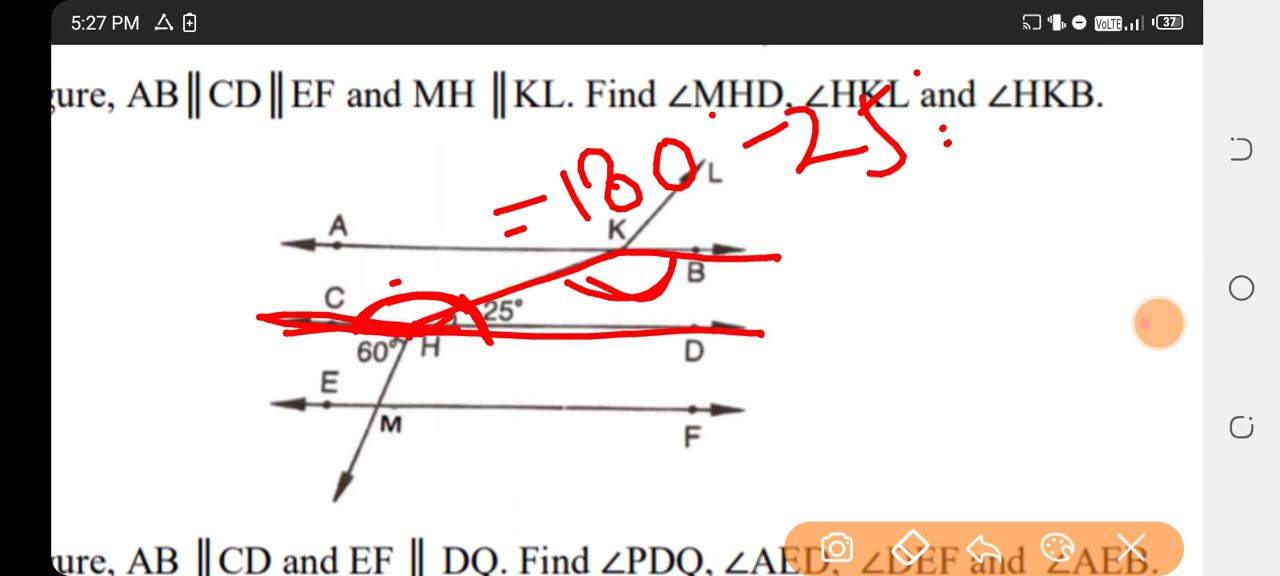 5:27 PM VoLTE 37
gure, AB || CD || EF and MH || KL. Find ∠MHD, ∠HKL and ∠HKB.
= 180 - 25
L
A K
B
C 25°
60° H D
E
M F
ure, AB || CD and EF || DQ. Find ∠PDQ, ∠AED, ∠DEF and ∠AEB.